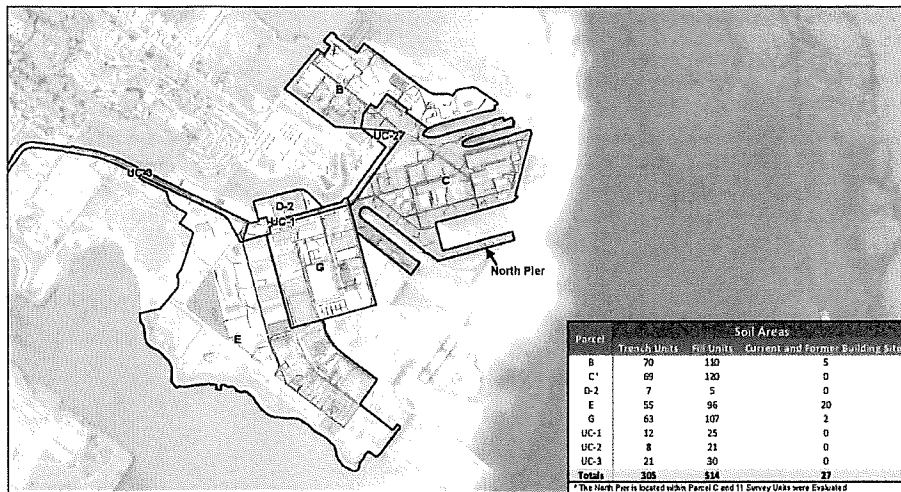 B
UC-2
UC-3
C
D-2
UC-1
G
North Pier
E
Parcel Soil Areas
Trench Units Fill Units Current and Former Building Site
B 70 110 5
C* 69 120 0
D-2 7 5 0
E 55 96 20
G 63 107 2
UC-1 12 25 0
UC-2 8 21 0
UC-3 21 30 0
Totals 305 514 27
* The North Pier is located within Parcel C and 11 Survey Units were Evaluated